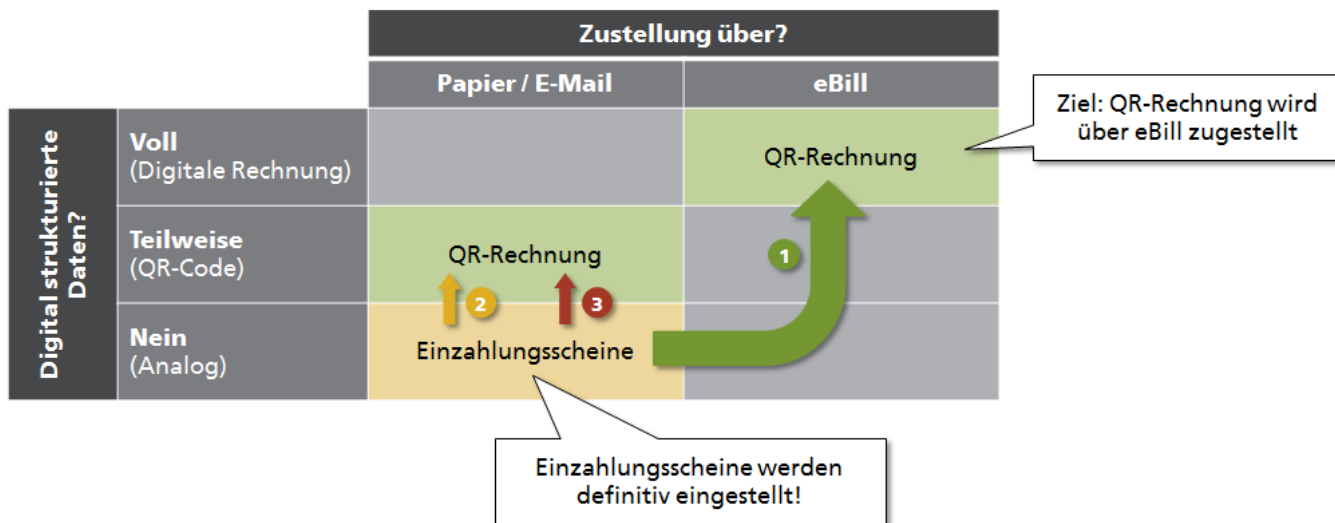 Zustellung über?
Papier / E-Mail
eBill
Ziel: QR-Rechnung wird
über eBill zugestellt
Digital strukturierte
Daten?
Voll
(Digitale Rechnung)
QR-Rechnung
Teilweise
(QR-Code)
QR-Rechnung
1
2
3
Nein
(Analog)
Einzahlungsscheine
Einzahlungsscheine werden
definitiv eingestellt!